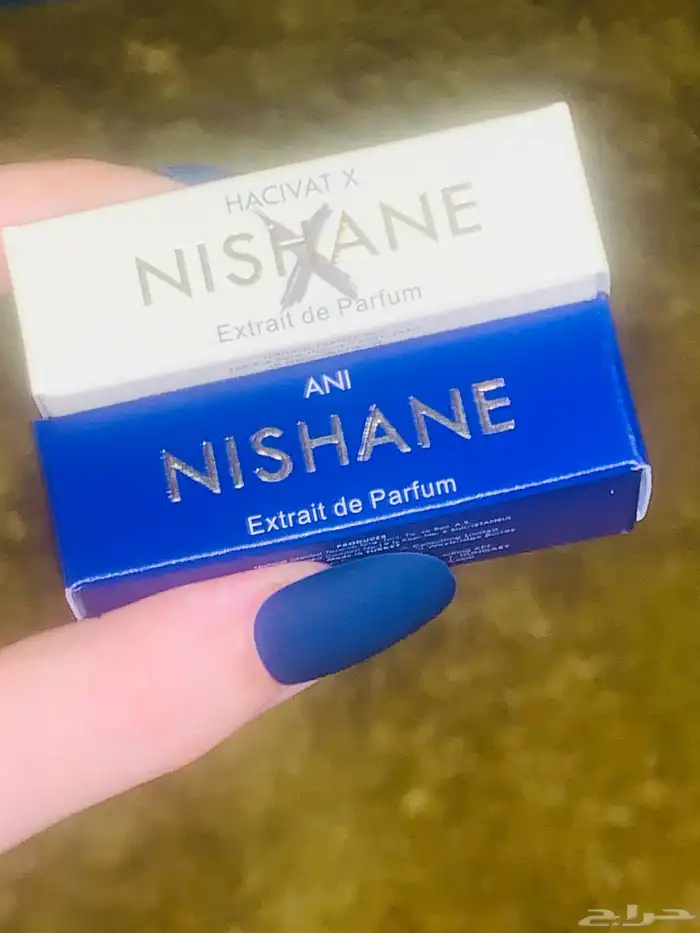 HACIVAT X
NISHANE
Extrait de Parfum
ANI
NISHANE
Extrait de Parfum
PRODUCER
حراج